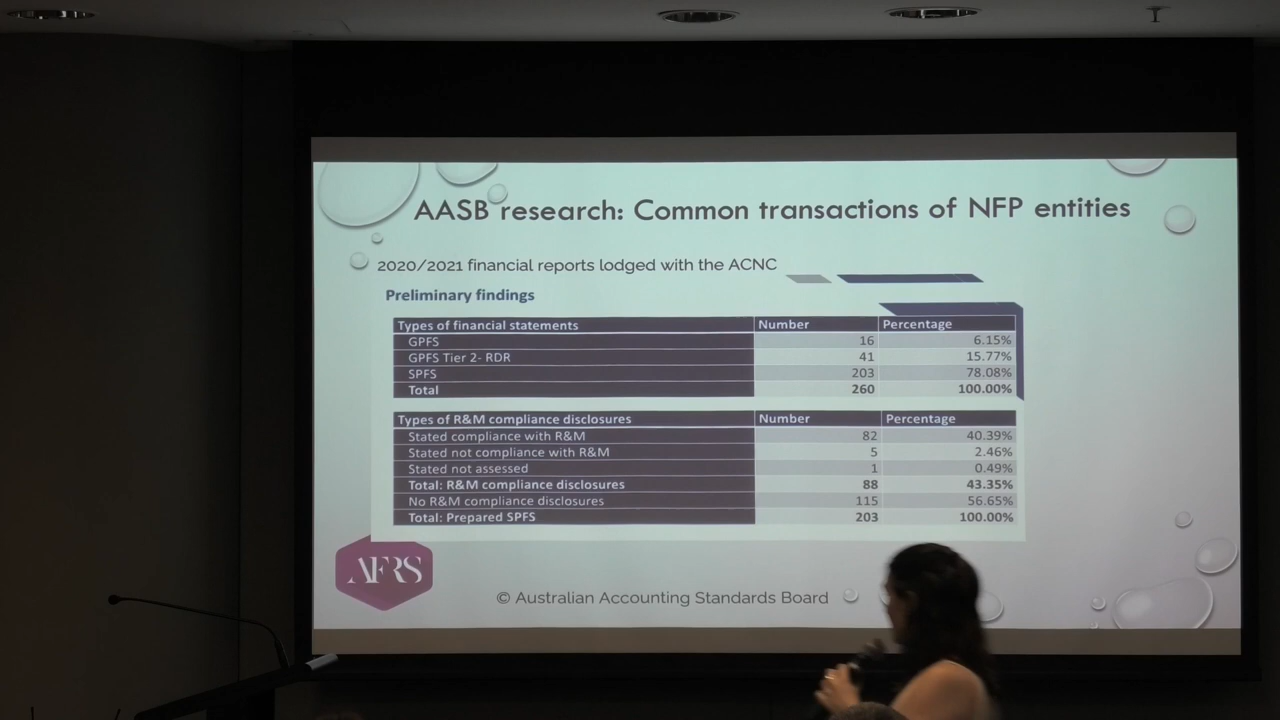 AASB research: Common transactions of NFP entities
2020/2021 financial reports lodged with the ACNC
Preliminary findings
Types of financial statements Number Percentage
GPFS 16 6.15%
GPFS Tier 2- RDR 41 15.77%
SPFS 203 78.08%
Total 260 100.00%
Types of R&M compliance disclosures Number Percentage
Stated compliance with R&M 82 40.39%
Stated not compliance with R&M 5 2.46%
Stated not assessed 1 0.49%
Total: R&M compliance disclosures 88 43.35%
No R&M compliance disclosures 115 56.65%
Total: Prepared SPFS 203 100.00%
AFRS
© Australian Accounting Standards Board